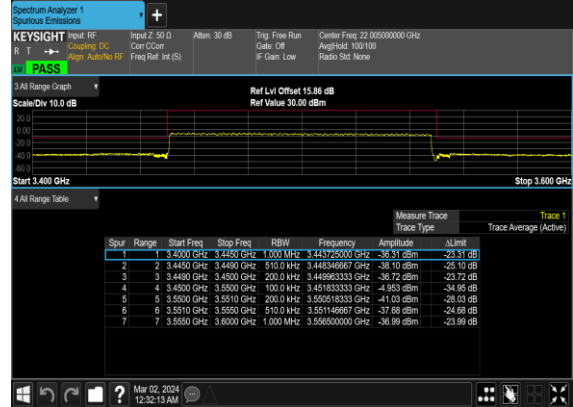 Spectrum Analyzer 1
Spurious Emissions
KEYSIGHT Input: RF Input Z: 50 Ω Atten: 30 dB Trig: Free Run Center Freq: 22.005000000 GHz
R T Coupling: DC Corr CCorr Gate: Off Avg|Hold: 100/100
Align: Auto/No RF Freq Ref: Int (S) IF Gain: Low Radio Std: None
PASS
3 All Range Graph
Ref Lvl Offset 15.86 dB
Scale/Div 10.0 dB Ref Value 30.00 dBm
20.0
0.00
-20.0
-40.0
-60.0
Start 3.400 GHz Stop 3.600 GHz
4 All Range Table
Measure Trace Trace 1
Trace Type Trace Average (Active)
Spur Range Start Freq Stop Freq RBW Frequency Amplitude ΔLimit
1 1 3.4000 GHz 3.4450 GHz 1.000 MHz 3.443725000 GHz -36.31 dBm -23.31 dB
2 2 3.4450 GHz 3.4490 GHz 510.0 kHz 3.448346667 GHz -38.10 dBm -25.10 dB
3 3 3.4490 GHz 3.4500 GHz 200.0 kHz 3.449963333 GHz -36.72 dBm -23.72 dB
4 4 3.4500 GHz 3.5500 GHz 100.0 kHz 3.451833333 GHz -4.953 dBm -34.95 dB
5 5 3.5500 GHz 3.5510 GHz 200.0 kHz 3.550518333 GHz -41.03 dBm -28.03 dB
6 6 3.5510 GHz 3.5550 GHz 510.0 kHz 3.551146667 GHz -37.68 dBm -24.68 dB
7 7 3.5550 GHz 3.6000 GHz 1.000 MHz 3.556500000 GHz -36.99 dBm -23.99 dB
Mar 02, 2024
12:32:13 AM